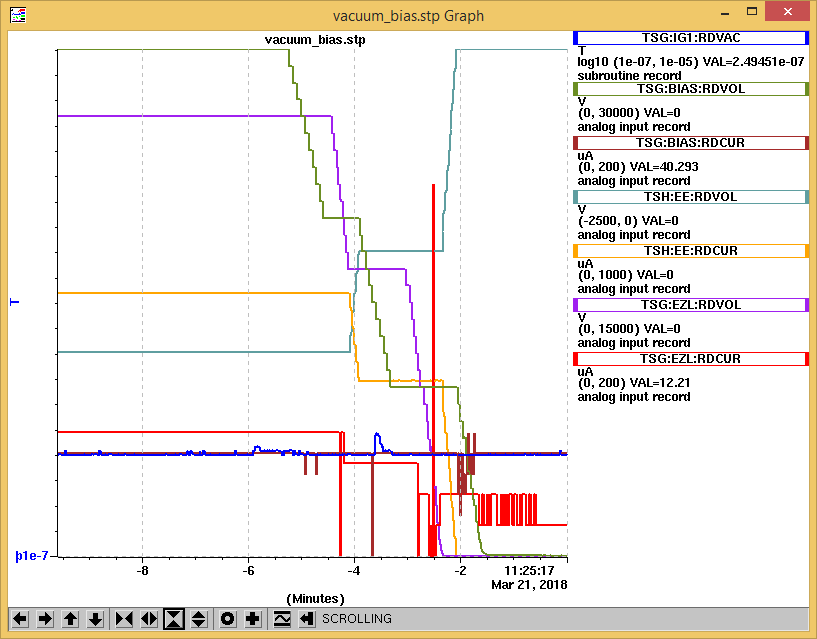 vacuum_bias.stp Graph
vacuum_bias.stp
TSG:IG1:RDVAC
T
log10 (1e-07, 1e-05) VAL=2.49451e-07
subroutine record
TSG:BIAS:RDVOL
V
(0, 30000) VAL=0
analog input record
TSG:BIAS:RDCUR
uA
(0, 200) VAL=40.293
analog input record
TSH:EE:RDVOL
V
(-2500, 0) VAL=0
analog input record
TSH:EE:RDCUR
uA
(0, 1000) VAL=0
analog input record
TSG:EZL:RDVOL
V
(0, 15000) VAL=0
analog input record
TSG:EZL:RDCUR
uA
(0, 200) VAL=12.21
analog input record
T
1e-7
-8 -6 -4 -2 11:25:17
Mar 21, 2018
(Minutes)
SCROLLING